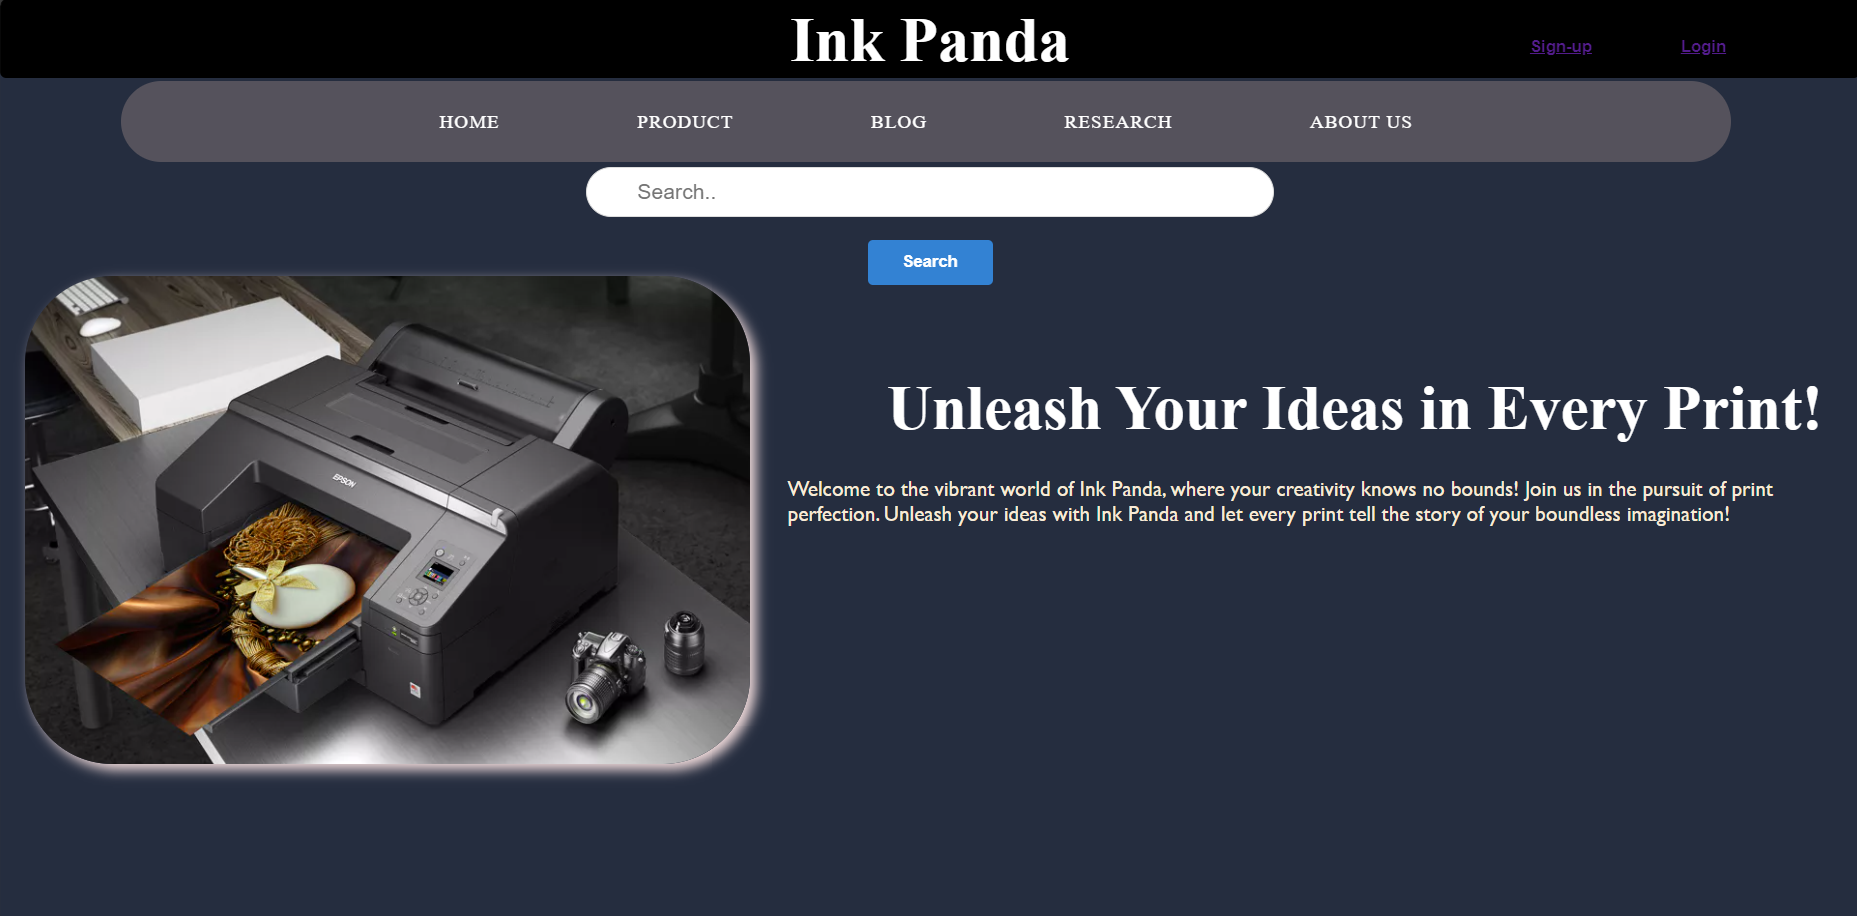 Ink Panda
Sign-up
Login
HOME
PRODUCT
BLOG
RESEARCH
ABOUT US
Search..
Search
EPSON
Unleash Your Ideas in Every Print!
Welcome to the vibrant world of Ink Panda, where your creativity knows no bounds! Join us in the pursuit of print
perfection. Unleash your ideas with Ink Panda and let every print tell the story of your boundless imagination!